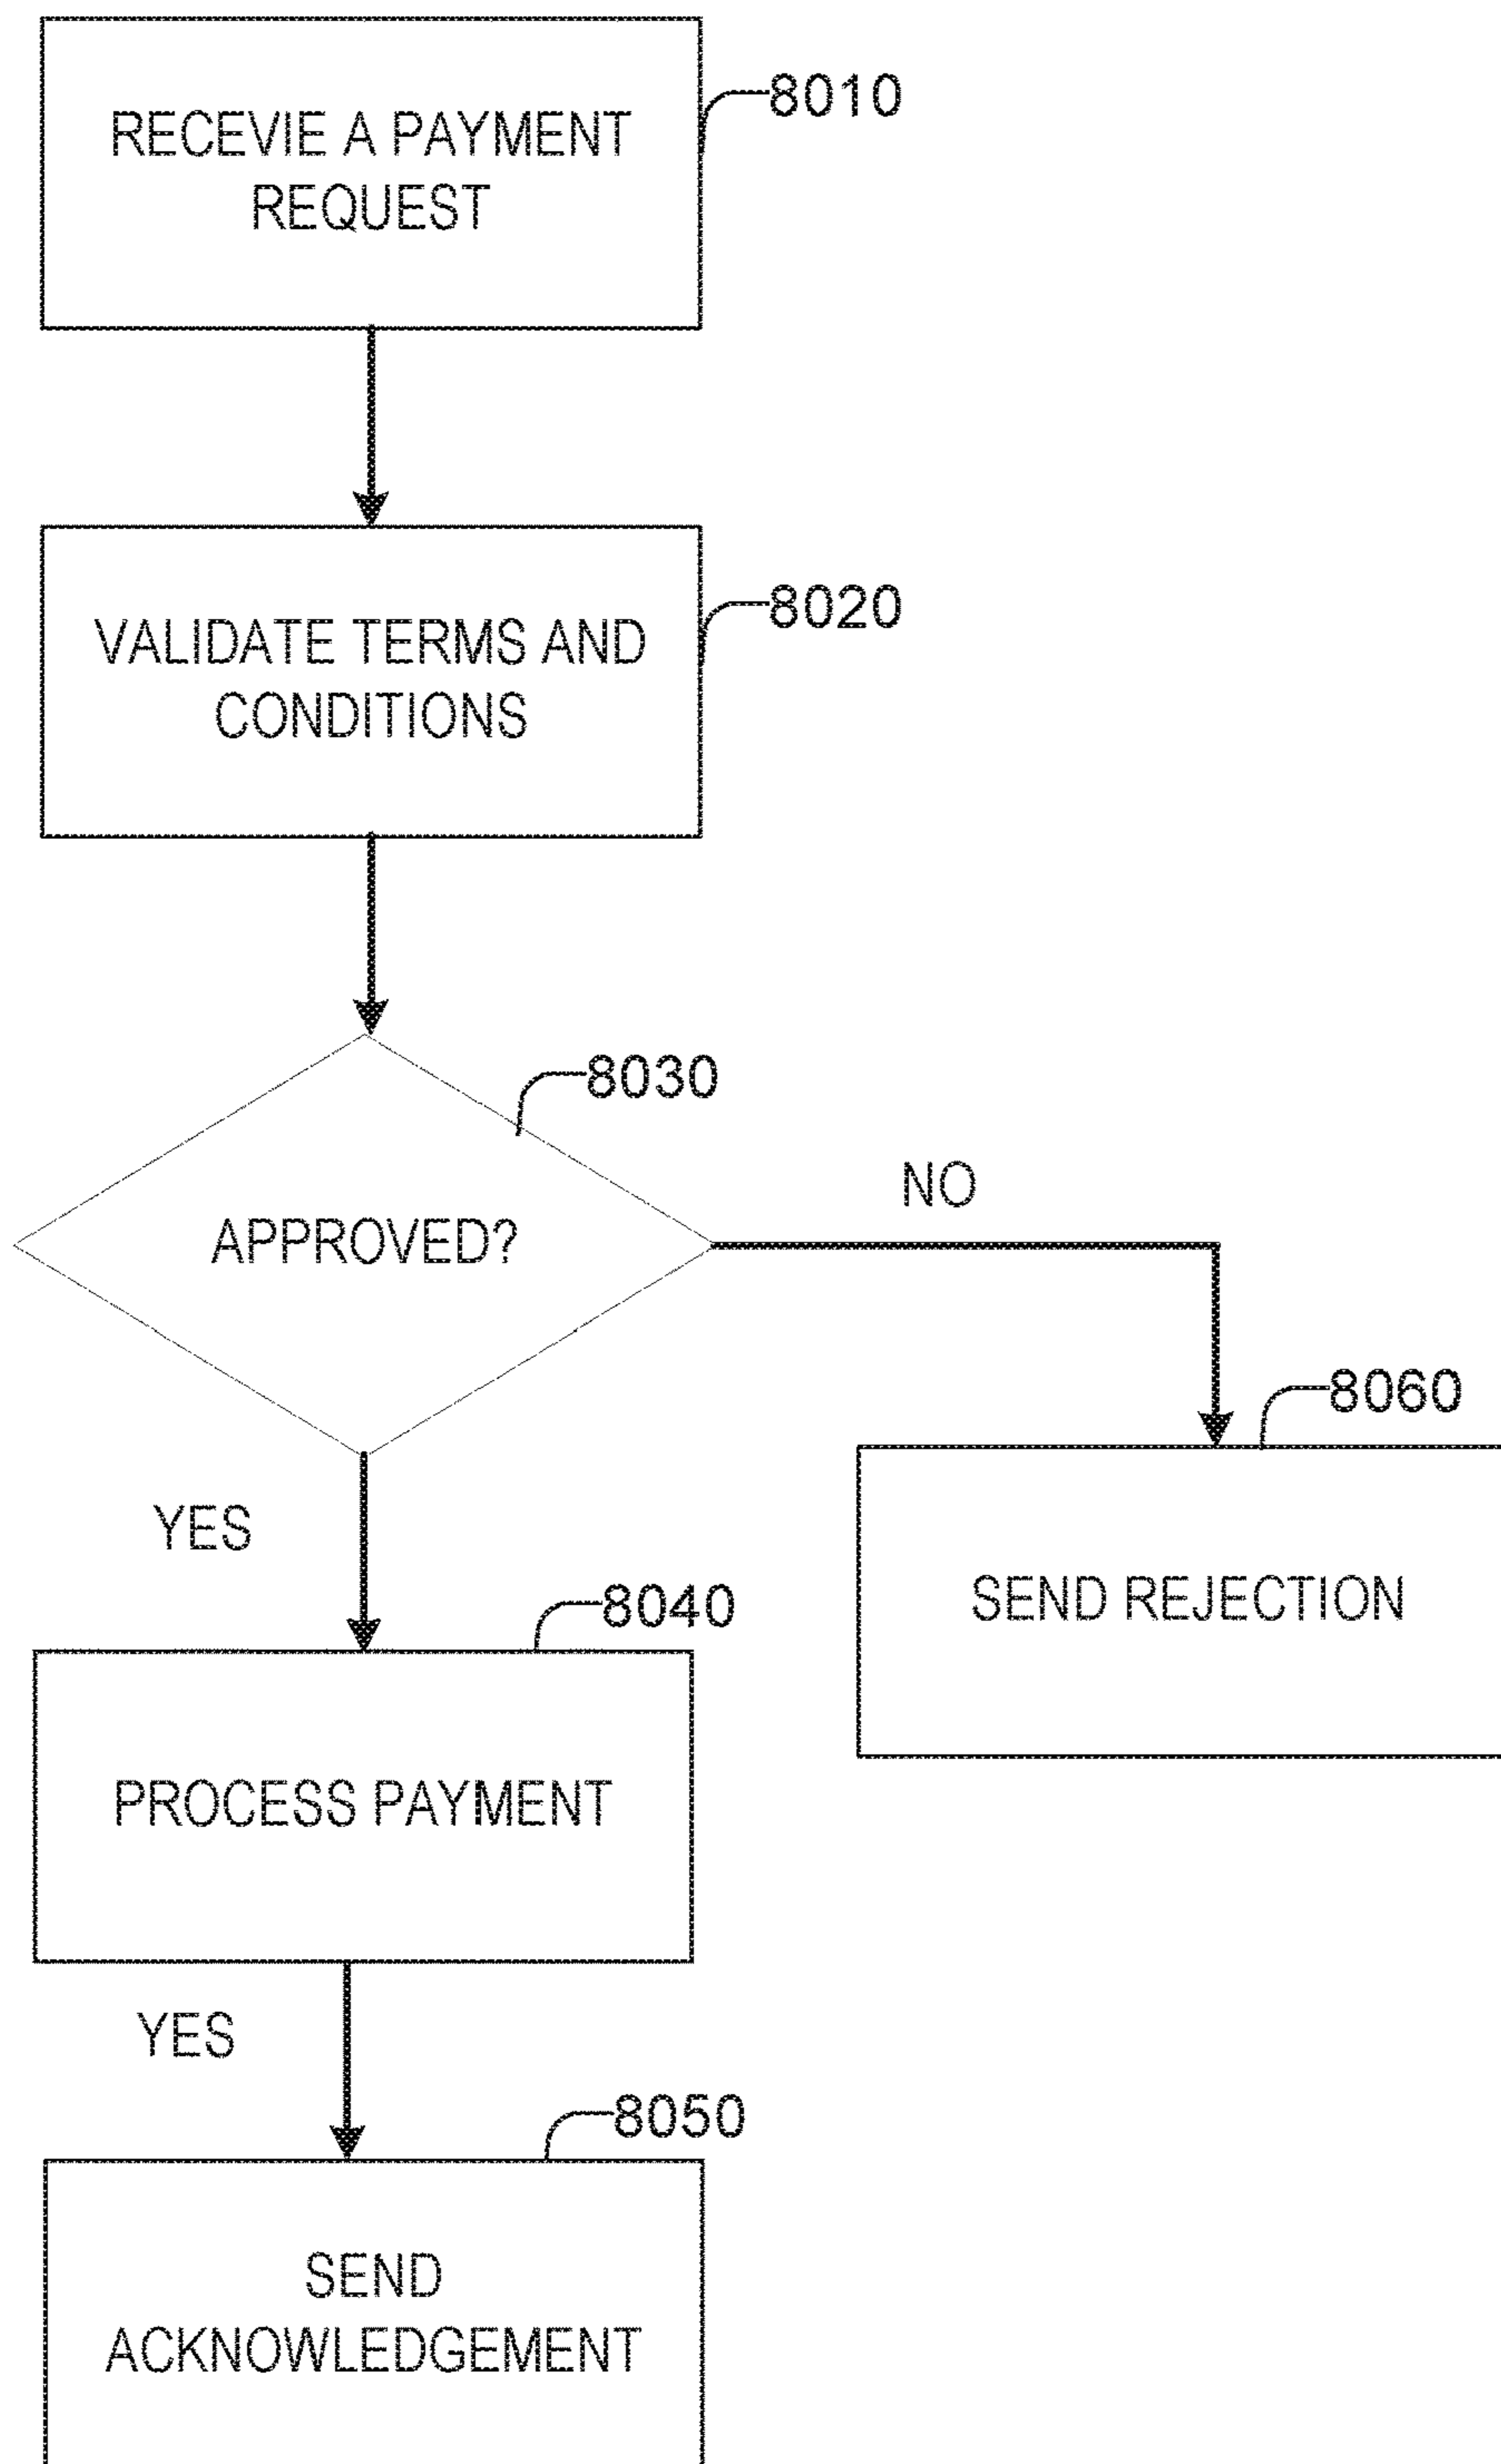 RECEVIE A PAYMENT
REQUEST
8010
VALIDATE TERMS AND
CONDITIONS
8020
8030
APPROVED?
NO
8060
YES
SEND REJECTION
8040
PROCESS PAYMENT
YES
8050
SEND
ACKNOWLEDGEMENT